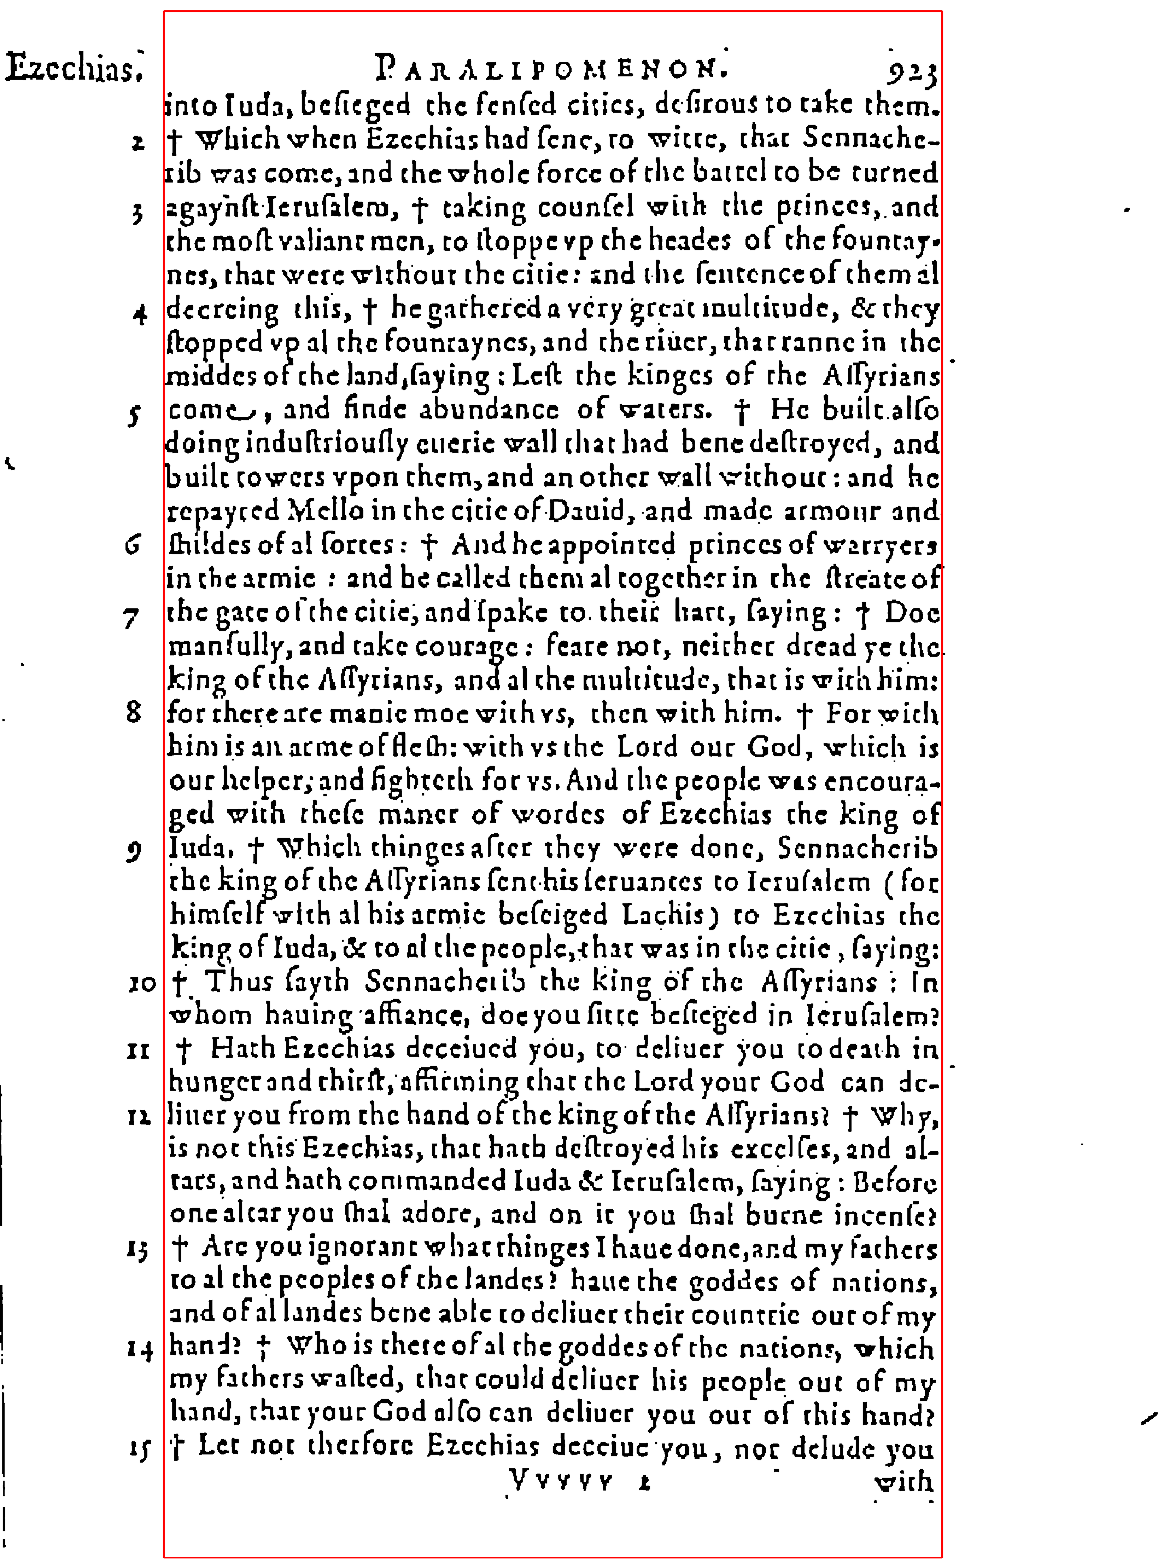 Ezechias. PARALIPOMENON. 923
into Iuda, beſieged the fenſed cities, deſirous to take them.
2 † Which when Ezechias had ſene, to witte, that Sennache-
rib was come, and the whole force of the battel to be turned
3 agaynſt Ieruſalem, † taking counſel with the princes, and
the moſt valiant men, to ſtoppe vp the heades of the fountay-
nes, that were without the citie: and the ſentence of them al
4 decreing this, † he gathered a very great multitude, & they
ſtopped vp al the fountaynes, and the riuer, that ranne in the
middes of the land, ſaying: Leſt the kinges of the Aſſyrians
5 come, and finde abundance of waters. † He built alſo
doing induſtriouſly euerie wall that had bene deſtroyed, and
built towers vpon them, and an other wall without: and he
repayred Mello in the citie of Dauid, and made armour and
6 ſhildes of al ſortes: † And he appointed princes of warryers
in the armie: and he called them al together in the ſtreate of
7 the gate of the citie, and ſpake to their hart, ſaying: † Doe
manfully, and take courage: feare not, neither dread ye the
king of the Aſſyrians, and al the multitude, that is with him:
8 for there are manie moe with vs, then with him. † For with
him is an arme of fleſh: with vs the Lord our God, which is
our helper, and fighteth for vs. And the people was encoura-
ged with theſe maner of wordes of Ezechias the king of
9 Iuda. † Which thinges after they were done, Sennacherib
the king of the Aſſyrians ſent his ſeruantes to Ieruſalem (for
himſelf with al his armie beſeiged Lachis) to Ezechias the
king of Iuda, & to al the people, that was in the citie, ſaying:
10 † Thus ſayth Sennacherib the king of the Aſſyrians: In
whom hauing affiance, doe you ſitte beſieged in Ieruſalem?
11 † Hath Ezechias deceiued you, to deliuer you to death in
hunger and thirſt, affirming that the Lord your God can de-
12 liuer you from the hand of the king of the Aſſyrians? † Why,
is not this Ezechias, that hath deſtroyed his excelſes, and al-
tars, and hath commanded Iuda & Ieruſalem, ſaying: Before
one altar you ſhal adore, and on it you ſhal burne incenſe?
13 † Are you ignorant what thinges I haue done, and my fathers
to al the peoples of the landes? haue the goddes of nations,
and of al landes bene able to deliuer their countrie out of my
14 hand? † Who is there of al the goddes of the nations, which
my fathers waſted, that could deliuer his people out of my
hand, that your God alſo can deliuer you out of this hand?
15 † Let not therfore Ezechias deceiue you, nor delude you
Vvvvvv 2 with